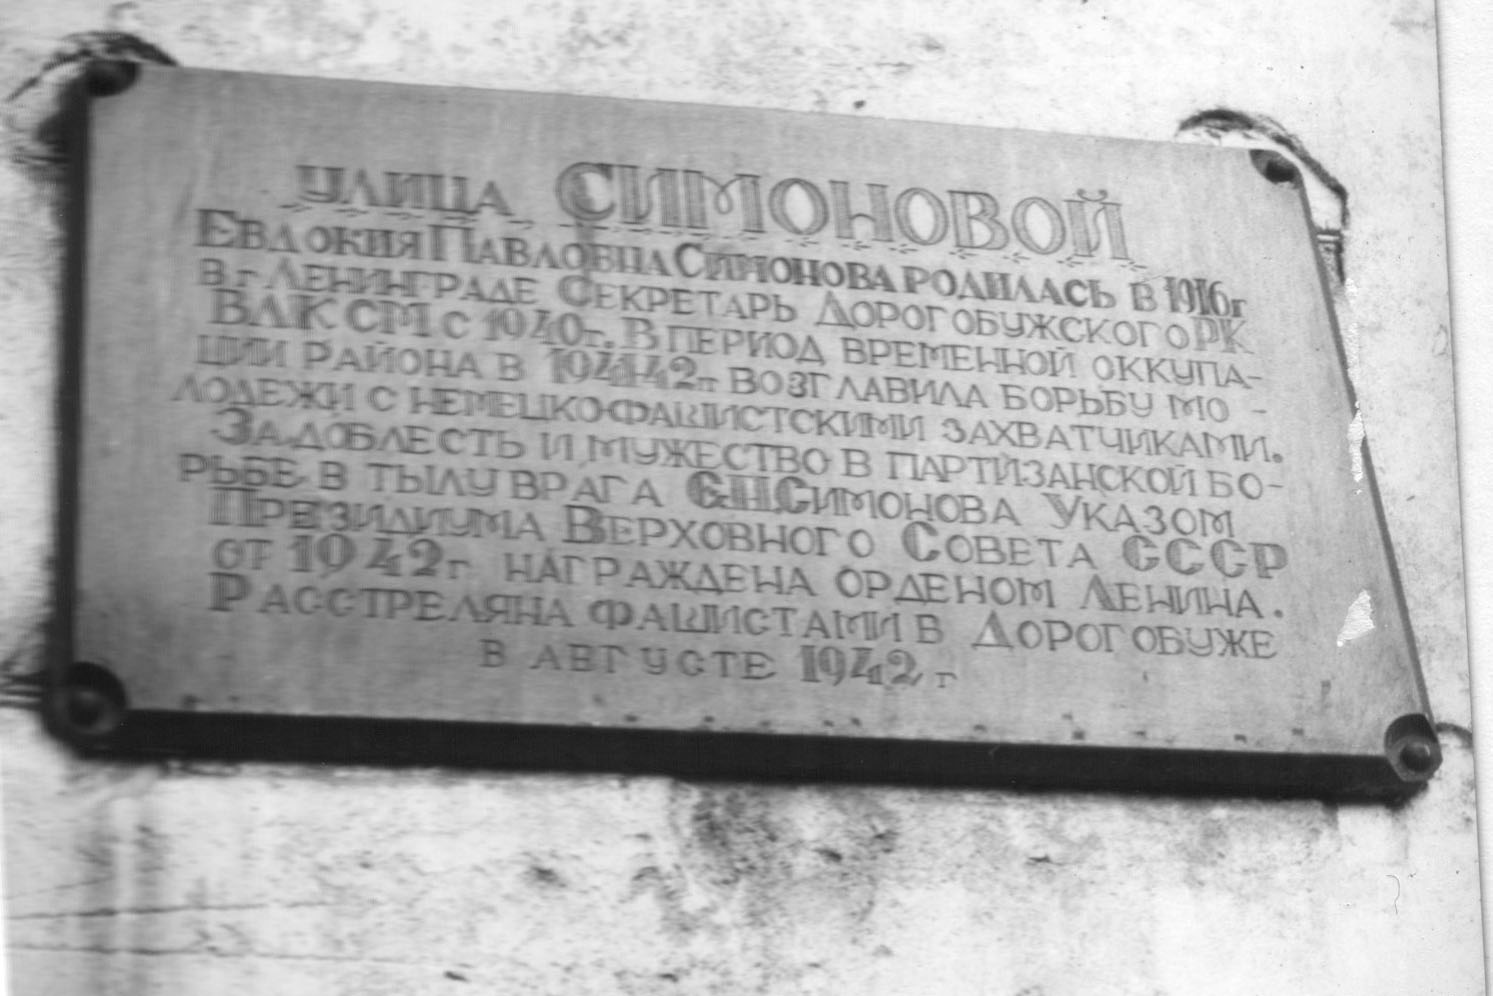 УЛИЦА СИМОНОВОЙ
ЕВДОКИЯ ПАВЛОВНА СИМОНОВА РОДИЛАСЬ В 1916г
В г ЛЕНИНГРАДЕ СЕКРЕТАРЬ ДОРОГОБУЖСКОГО РК
ВЛКСМ С 1940г. В ПЕРИОД ВРЕМЕННОЙ ОККУПА-
ЦИИ РАЙОНА В 1941-42гг ВОЗГЛАВИЛА БОРЬБУ МО-
ЛОДЕЖИ С НЕМЕЦКО-ФАШИСТСКИМИ ЗАХВАТЧИКАМИ.
ЗА ДОБЛЕСТЬ И МУЖЕСТВО В ПАРТИЗАНСКОЙ БО-
РЬБЕ В ТЫЛУ ВРАГА Е.П.СИМОНОВА УКАЗОМ
ПРЕЗИДИУМА ВЕРХОВНОГО СОВЕТА СССР
ОТ 1942г. НАГРАЖДЕНА ОРДЕНОМ ЛЕНИНА.
РАССТРЕЛЯНА ФАШИСТАМИ В ДОРОГОБУЖЕ
В АВГУСТЕ 1942 г